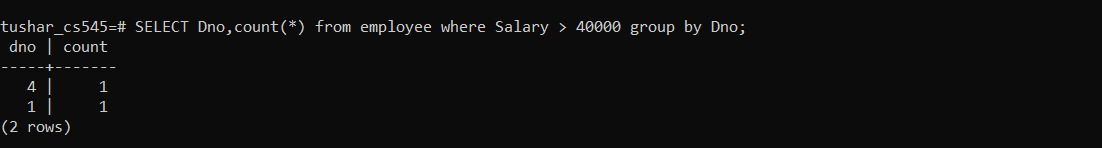 tushar_cs545=# SELECT Dno,count(*) from employee where Salary > 40000 group by Dno;
 dno | count
-----+-------
   4 |     1
   1 |     1
(2 rows)